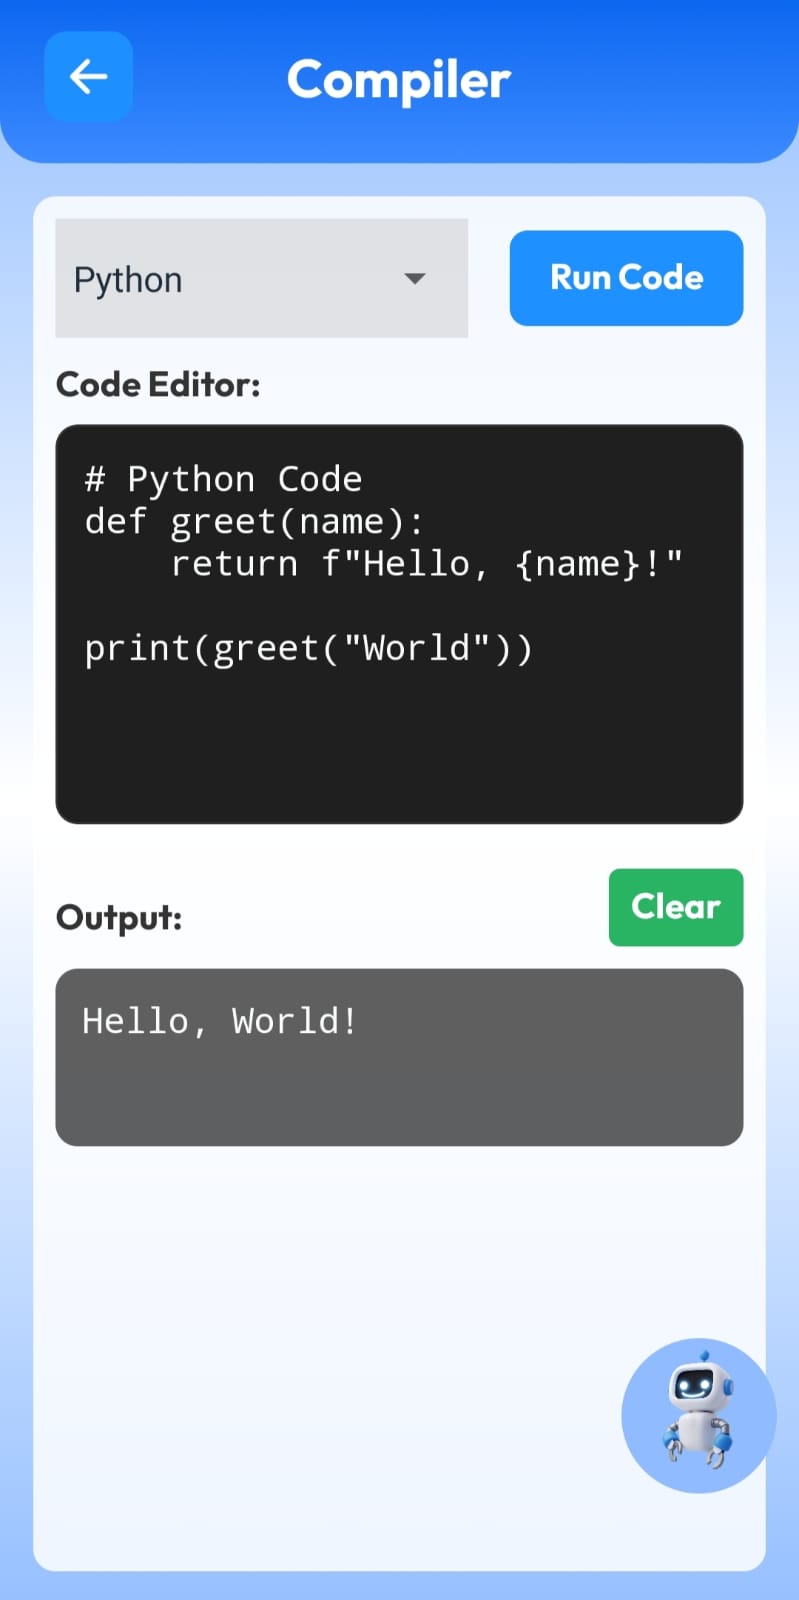 Compiler
Python
Run Code
Code Editor:
# Python Code
def greet(name):
    return f"Hello, {name}!"

print(greet("World"))
Output:
Clear
Hello, World!